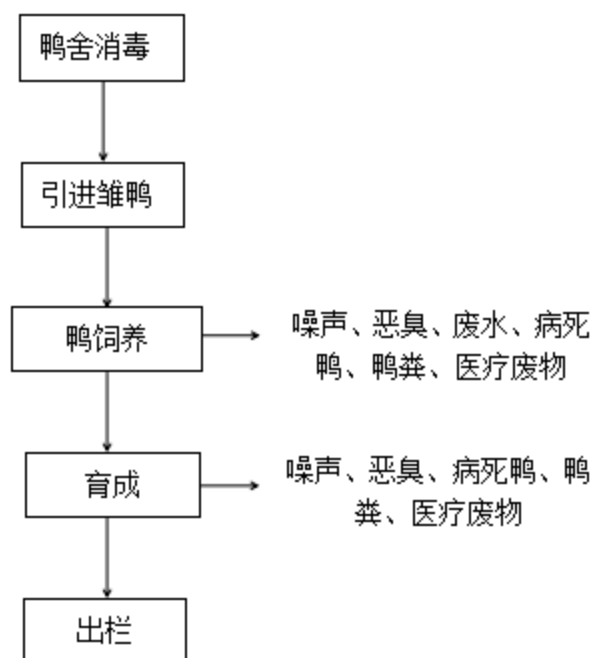 鸭舍消毒
引进雏鸭
鸭饲养
噪声、恶臭、废水、病死
鸭、鸭粪、医疗废物
育成
噪声、恶臭、病死鸭、鸭
粪、医疗废物
出栏